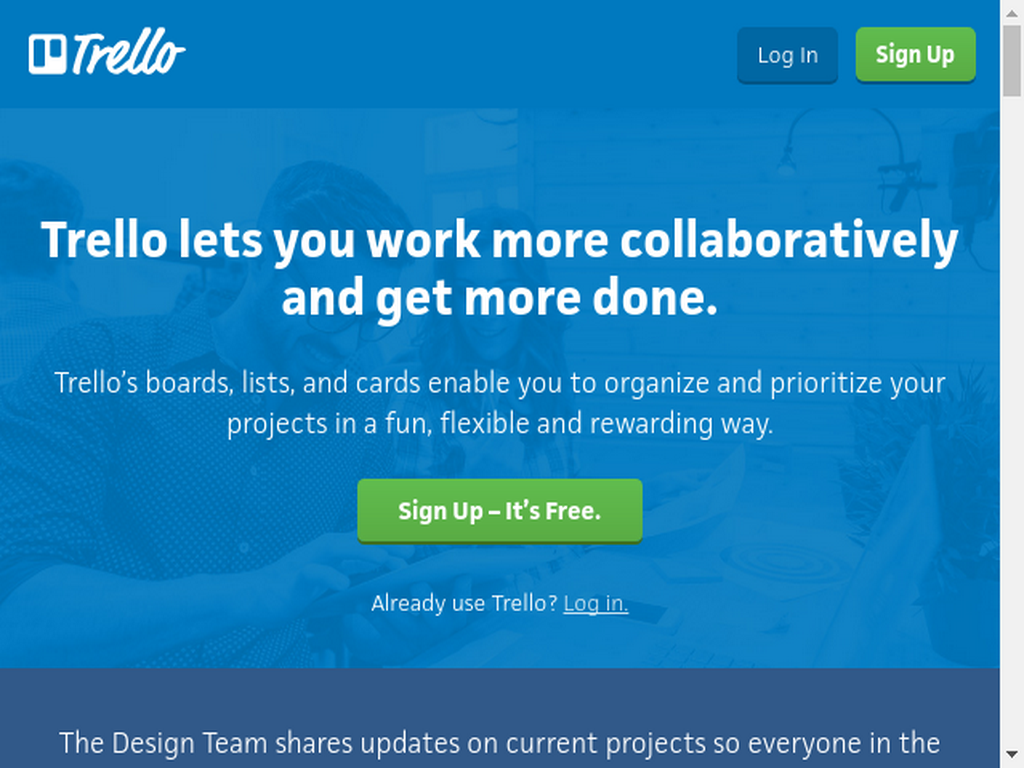 Trello
Log In
Sign Up
Trello lets you work more collaboratively
and get more done.
Trello’s boards, lists, and cards enable you to organize and prioritize your
projects in a fun, flexible and rewarding way.
Sign Up – It’s Free.
Already use Trello? Log in.
The Design Team shares updates on current projects so everyone in the